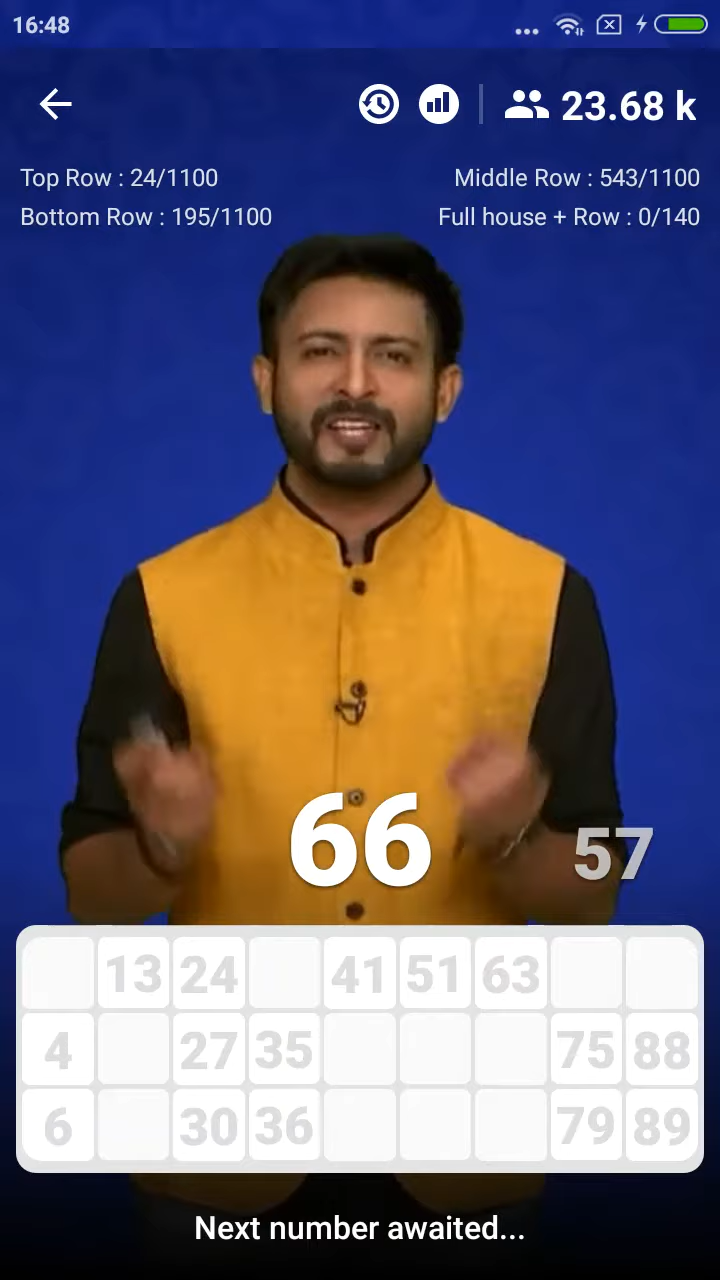 16:48
23.68 k
Top Row : 24/1100
Middle Row : 543/1100
Bottom Row : 195/1100
Full house + Row : 0/140
66
57
13 24 41 51 63
4 27 35 75 88
6 30 36 79 89
Next number awaited...